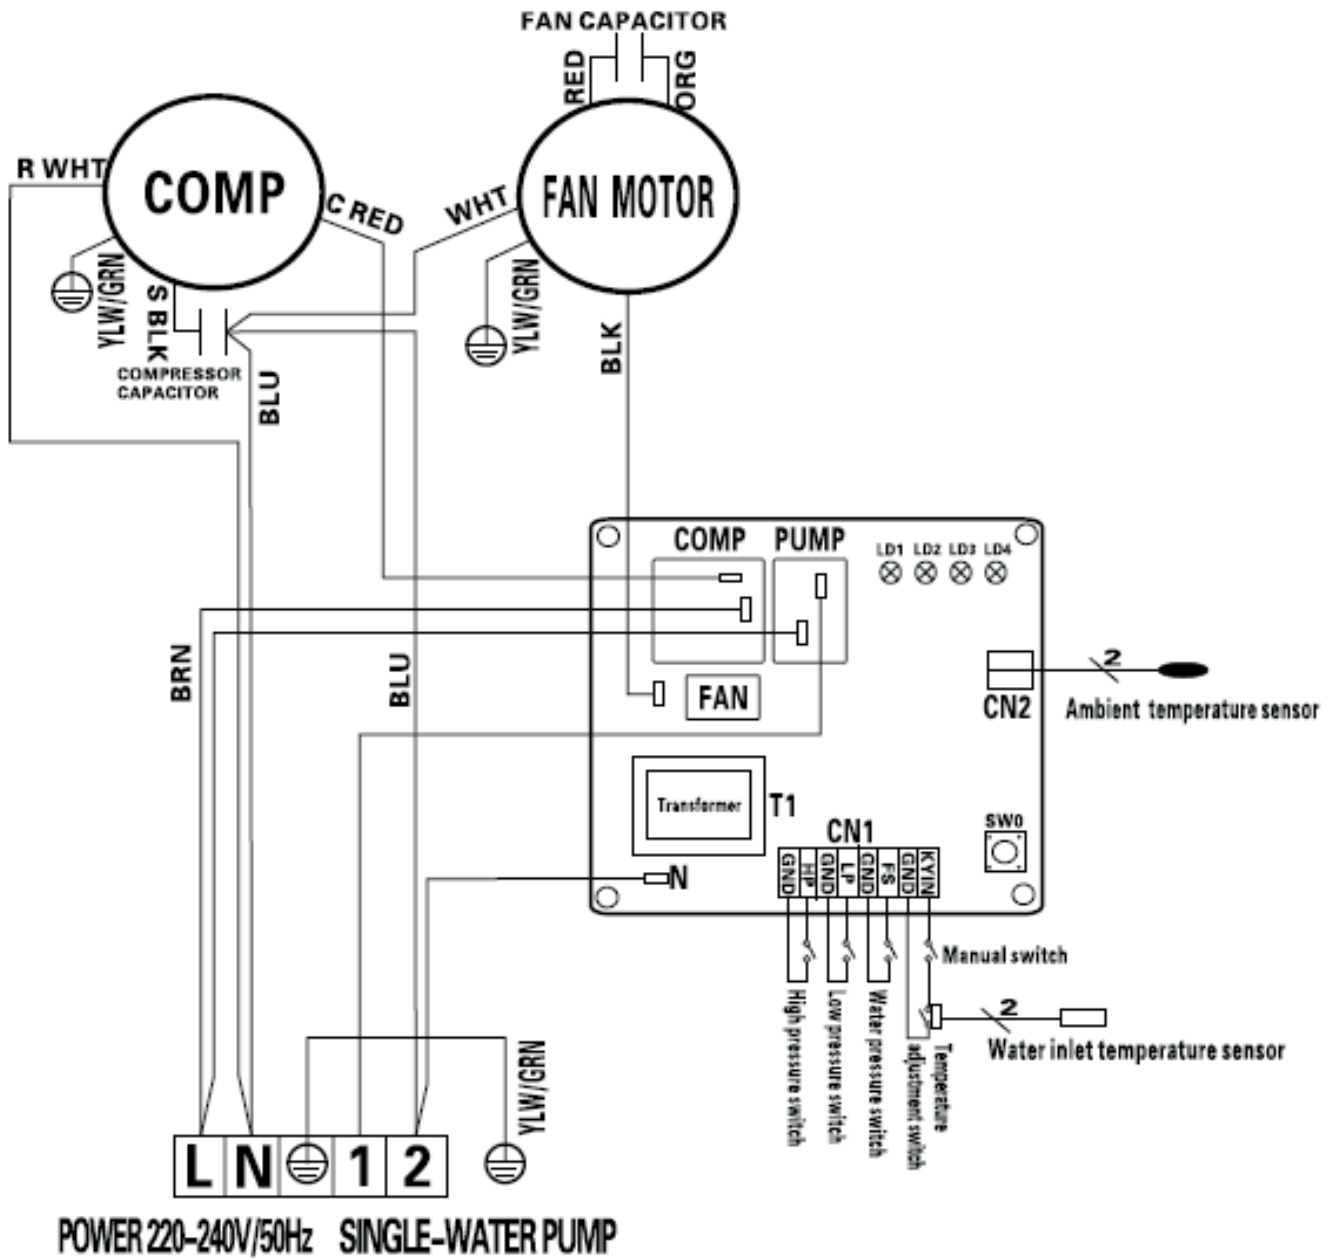 FAN CAPACITOR
RED
ORG
R WHT
COMP
C RED
WHT
FAN MOTOR
YLW/GRN
S BLK
COMPRESSOR
CAPACITOR
BLU
YLW/GRN
BLK
COMP
PUMP
LD1
LD2
LD3
LD4
BRN
BLU
FAN
2
CN2
Ambient temperature sensor
Transformer
T1
CN1
SW0
N
GND
HP
GND
LP
GND
FS
GND
KYIN
Manual switch
High pressure switch
Low pressure switch
Water pressure switch
Temperature
adjustment switch
2
Water inlet temperature sensor
YLW/GRN
L
N
1
2
POWER 220-240V/50Hz
SINGLE-WATER PUMP